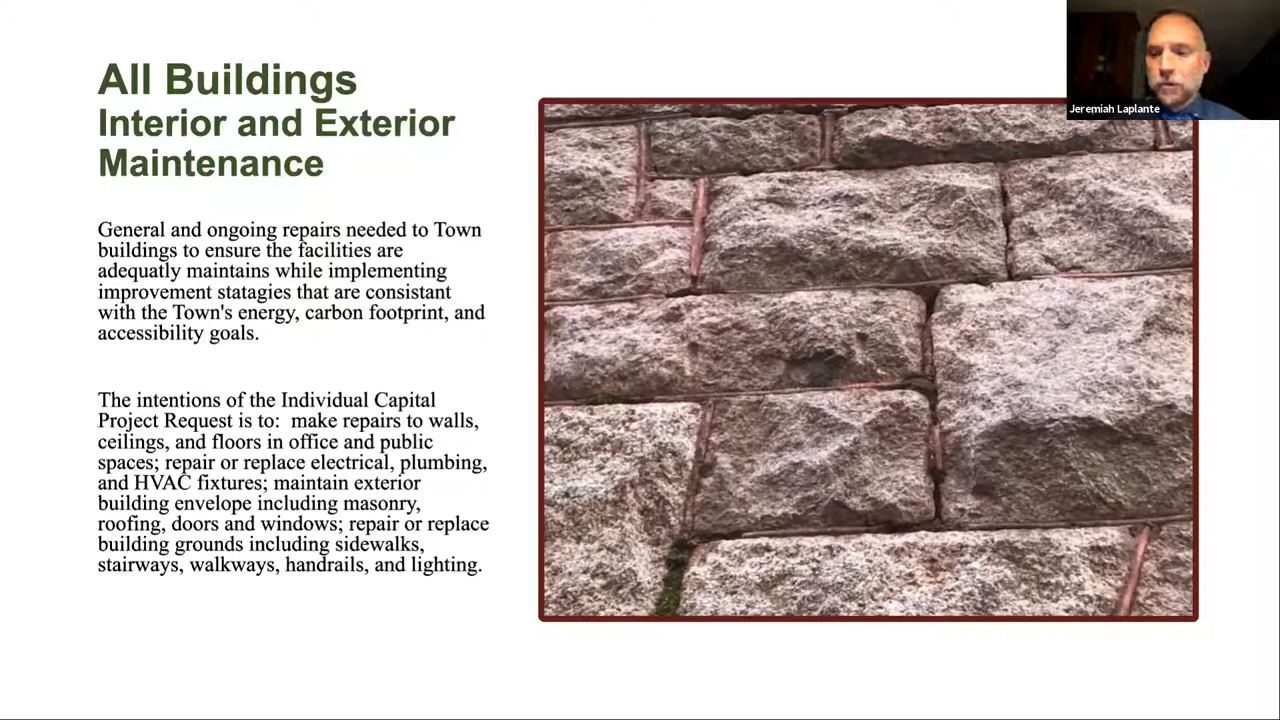 All Buildings
Interior and Exterior
Maintenance
General and ongoing repairs needed to Town
buildings to ensure the facilities are
adequatly maintains while implementing
improvement statagies that are consistant
with the Town's energy, carbon footprint, and
accessibility goals.
The intentions of the Individual Capital
Project Request is to:  make repairs to walls,
ceilings, and floors in office and public
spaces; repair or replace electrical, plumbing,
and HVAC fixtures; maintain exterior
building envelope including masonry,
roofing, doors and windows; repair or replace
building grounds including sidewalks,
stairways, walkways, handrails, and lighting.
Jeremiah Laplante